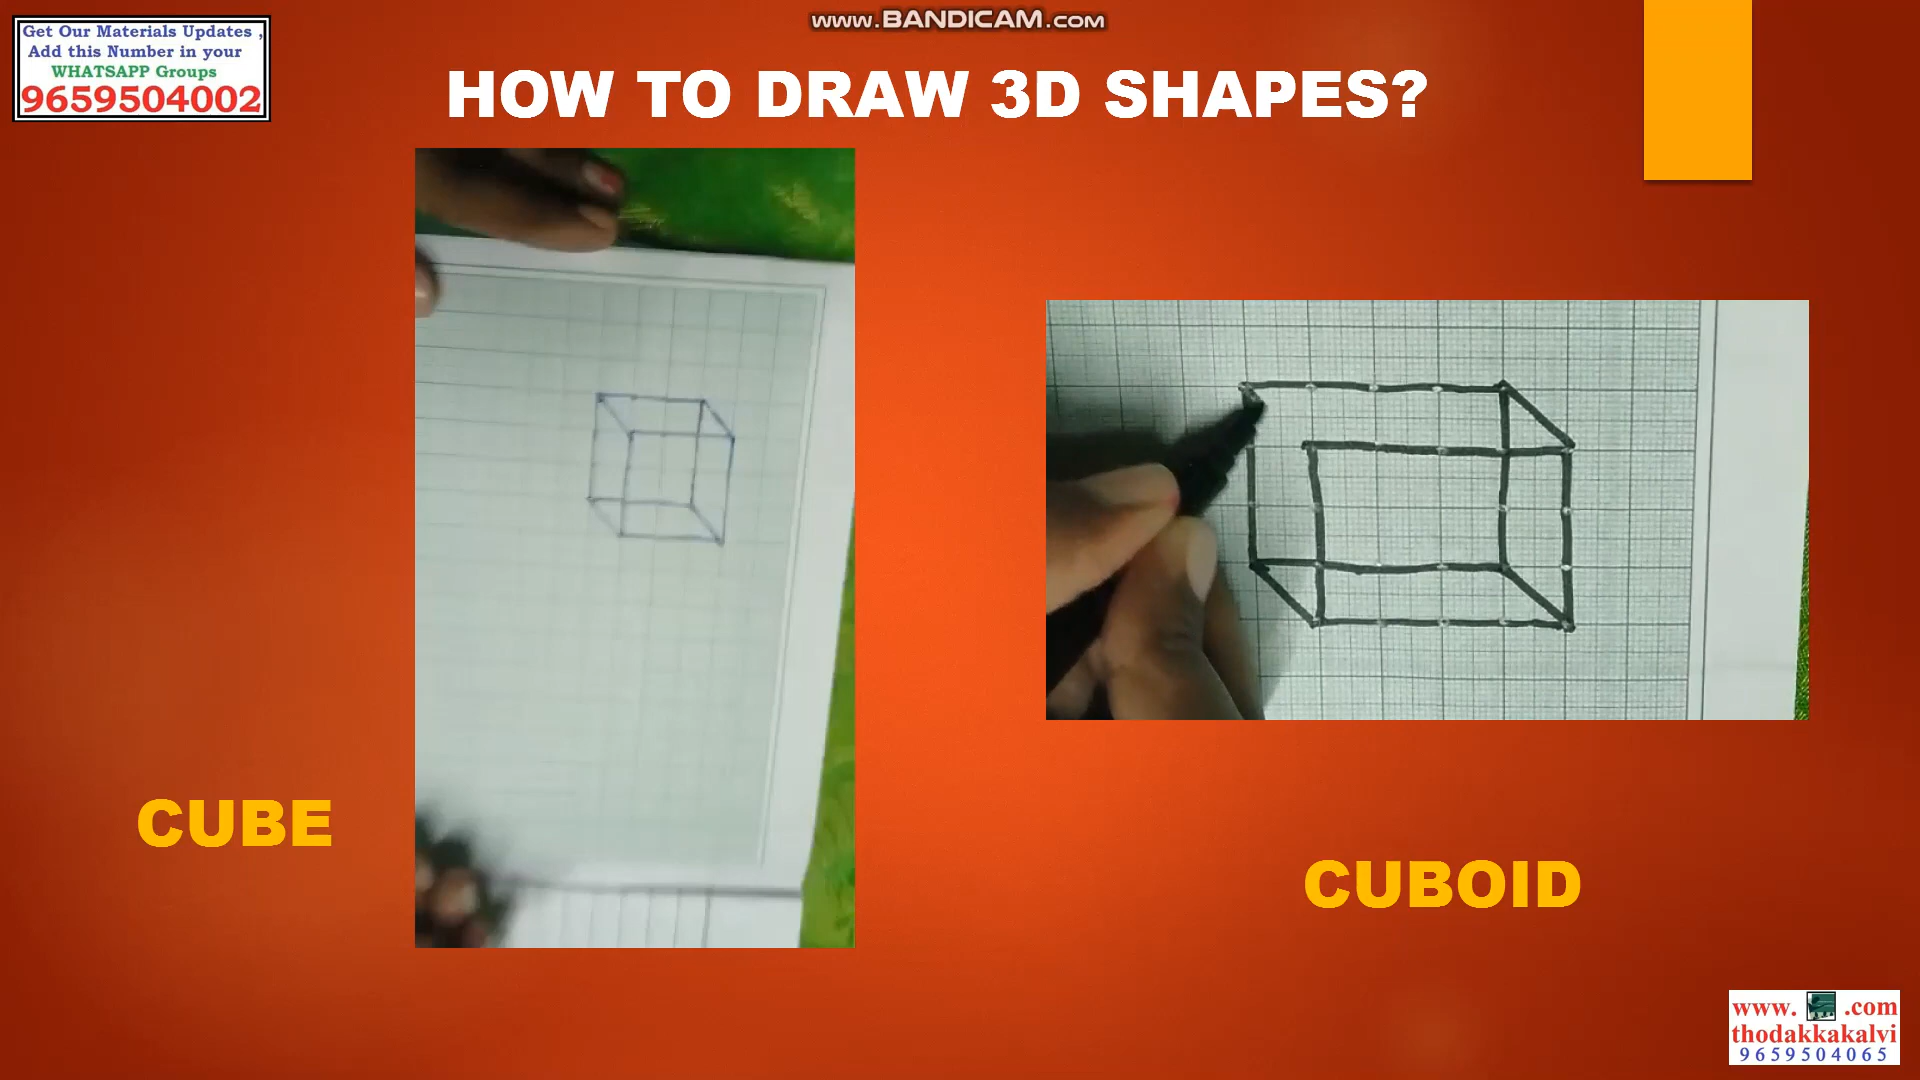 www.BANDICAM.com
Get Our Materials Updates ,
Add this Number in your
WHATSAPP Groups
9659504002
HOW TO DRAW 3D SHAPES?
CUBE
CUBOID
www. .com
thodakkakalvi
9659504065